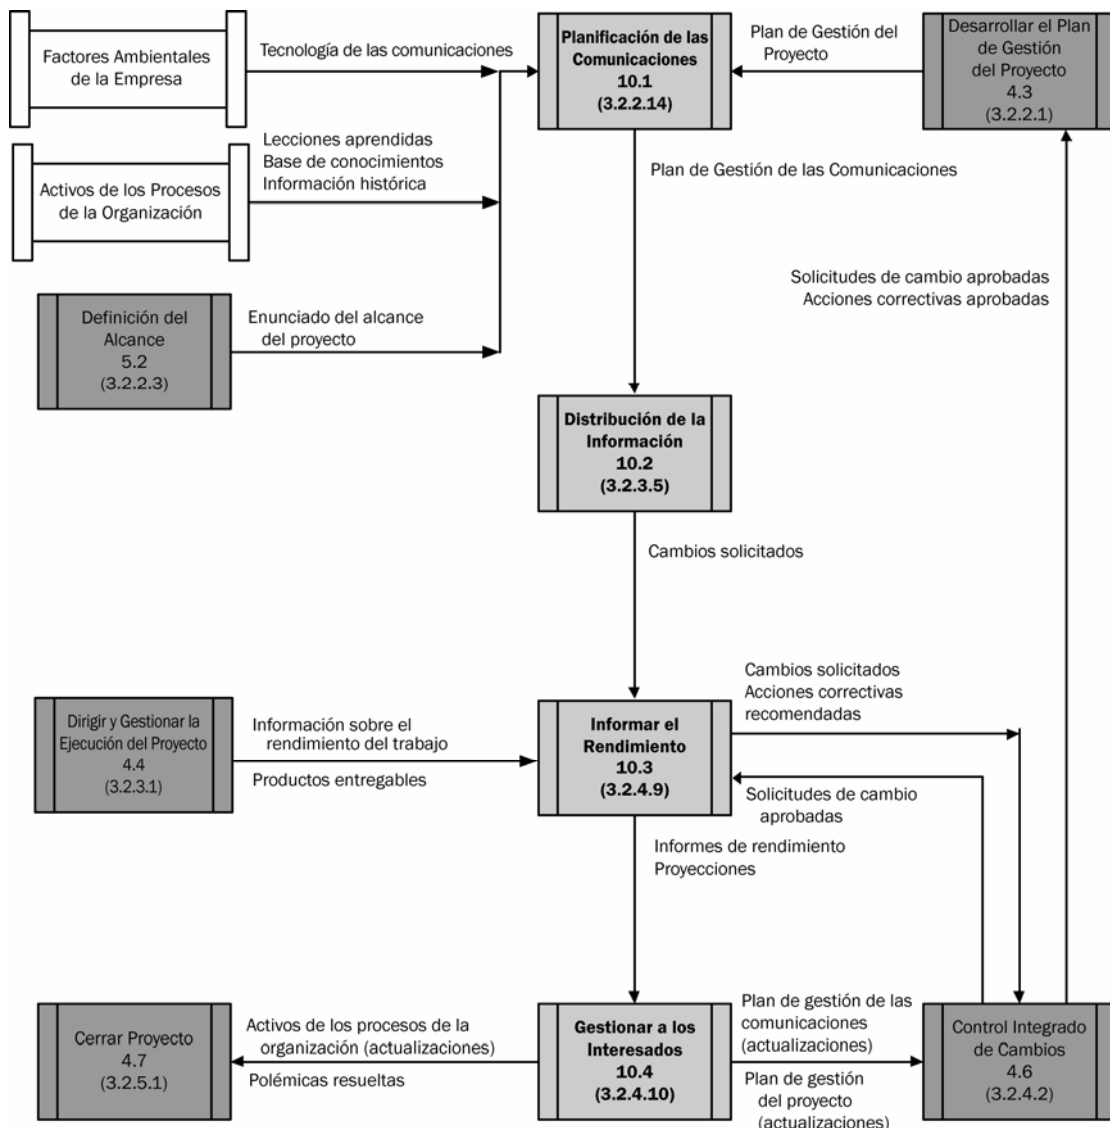 Factores Ambientales
de la Empresa
Tecnología de las comunicaciones
Planificación de las
Comunicaciones
10.1
(3.2.2.14)
Plan de Gestión del
Proyecto
Desarrollar el Plan
de Gestión
del Proyecto
4.3
(3.2.2.1)
Activos de los Procesos
de la Organización
Lecciones aprendidas
Base de conocimientos
Información histórica
Plan de Gestión de las Comunicaciones
Solicitudes de cambio aprobadas
Acciones correctivas aprobadas
Definición del
Alcance
5.2
(3.2.2.3)
Enunciado del alcance
del proyecto
Distribución de la
Información
10.2
(3.2.3.5)
Cambios solicitados
Dirigir y Gestionar la
Ejecución del Proyecto
4.4
(3.2.3.1)
Información sobre el
rendimiento del trabajo
Productos entregables
Informar el
Rendimiento
10.3
(3.2.4.9)
Cambios solicitados
Acciones correctivas
recomendadas
Solicitudes de cambio
aprobadas
Informes de rendimiento
Proyecciones
Cerrar Proyecto
4.7
(3.2.5.1)
Activos de los procesos de la
organización (actualizaciones)
Polémicas resueltas
Gestionar a los
Interesados
10.4
(3.2.4.10)
Plan de gestión de las
comunicaciones
(actualizaciones)
Plan de gestión
del proyecto
(actualizaciones)
Control Integrado
de Cambios
4.6
(3.2.4.2)